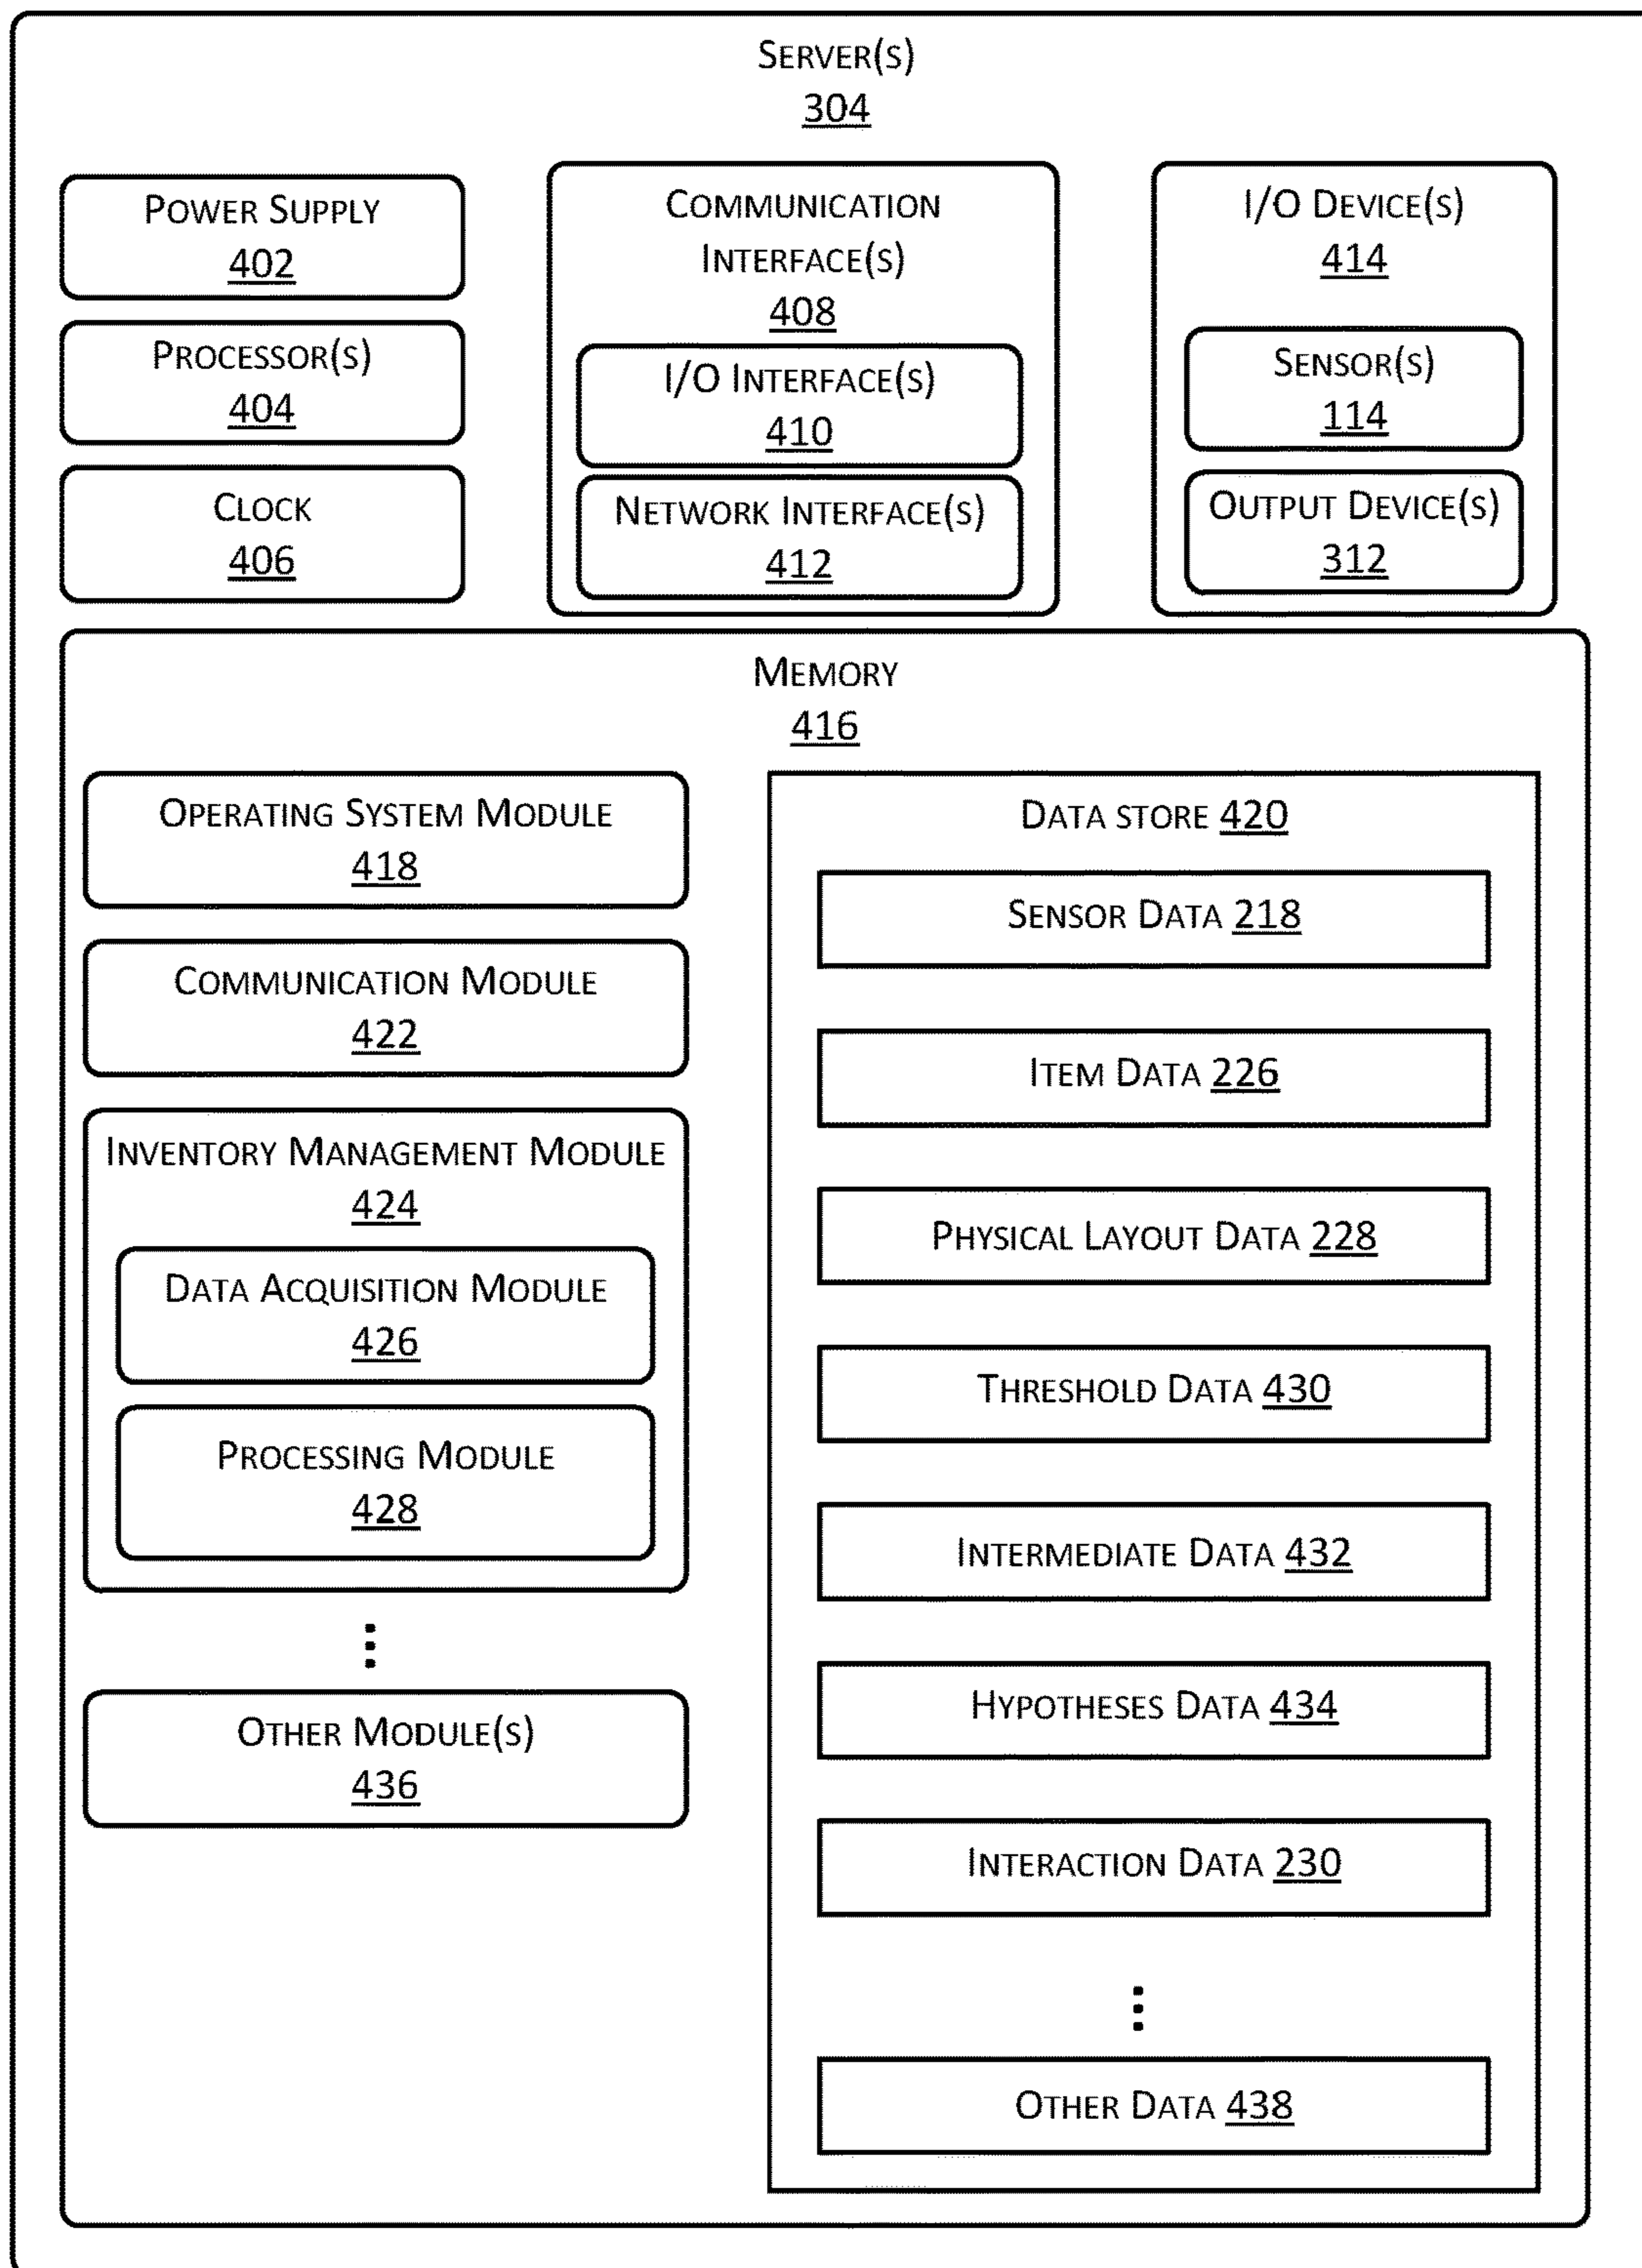 SERVER(S)
304
POWER SUPPLY
402
PROCESSOR(S)
404
CLOCK
406
COMMUNICATION
INTERFACE(S)
408
I/O INTERFACE(S)
410
NETWORK INTERFACE(S)
412
I/O DEVICE(S)
414
SENSOR(S)
114
OUTPUT DEVICE(S)
312
MEMORY
416
OPERATING SYSTEM MODULE
418
COMMUNICATION MODULE
422
INVENTORY MANAGEMENT MODULE
424
DATA ACQUISITION MODULE
426
PROCESSING MODULE
428
OTHER MODULE(S)
436
DATA STORE 420
SENSOR DATA 218
ITEM DATA 226
PHYSICAL LAYOUT DATA 228
THRESHOLD DATA 430
INTERMEDIATE DATA 432
HYPOTHESES DATA 434
INTERACTION DATA 230
OTHER DATA 438